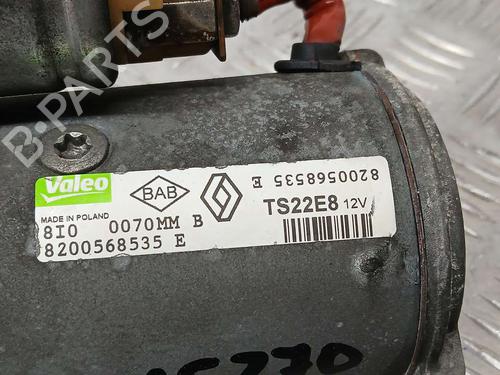 B-PARTS
Valeo
BAB
8200568535 E
MADE IN POLAND
TS22E8 12V
8I0 0070MM B
8200568535 E